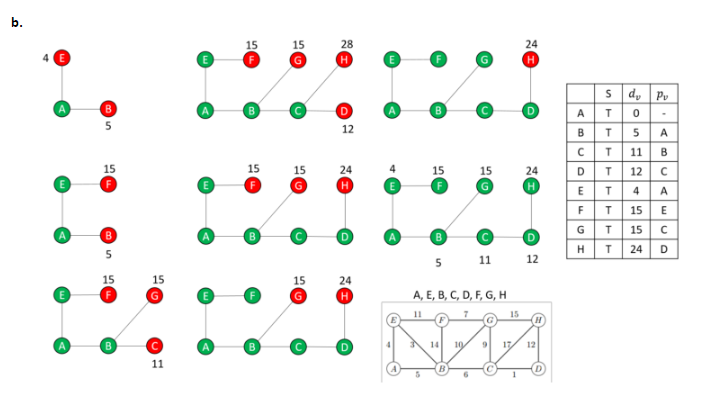 b.
4 E
A B
5
15
E F
A B
5
15 15
E F G
A B C
11
15 15 28
E F G H
A B C D
12
15 15 24
E F G H
A B C D
15 24
E F G H
A B C D
24
E F G H
A B C D
4 15 15 24
E F G H
A B C D
5 11 12
A, E, B, C, D, F, G, H
11 7 15
E F G H
4 3 14 10 9 17 12
A B C D
5 6 1
S dᵥ pᵥ
A T 0 -
B T 5 A
C T 11 B
D T 12 C
E T 4 A
F T 15 E
G T 15 C
H T 24 D